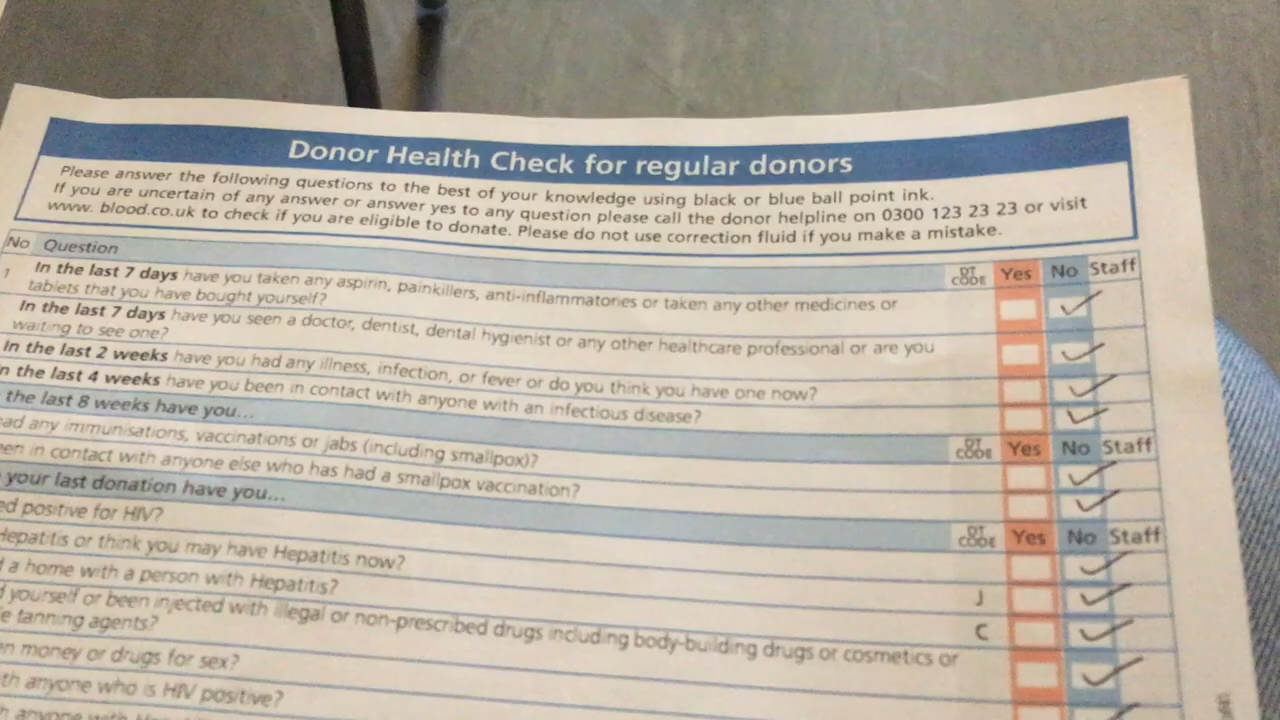 Donor Health Check for regular donors
Please answer the following questions to the best of your knowledge using black or blue ball point ink.
If you are uncertain of any answer or answer yes to any question please call the donor helpline on 0300 123 23 23 or visit
www. blood.co.uk to check if you are eligible to donate. Please do not use correction fluid if you make a mistake.
No Question DT CODE Yes No Staff
1 In the last 7 days have you taken any aspirin, painkillers, anti-inflammatories or taken any other medicines or
tablets that you have bought yourself?
In the last 7 days have you seen a doctor, dentist, dental hygienist or any other healthcare professional or are you
waiting to see one?
In the last 2 weeks have you had any illness, infection, or fever or do you think you have one now?
n the last 4 weeks have you been in contact with anyone with an infectious disease?
the last 8 weeks have you... DT CODE Yes No Staff
ad any immunisations, vaccinations or jabs (including smallpox)?
een in contact with anyone else who has had a smallpox vaccination?
your last donation have you... DT CODE Yes No Staff
ed positive for HIV?
Hepatitis or think you may have Hepatitis now? J
a home with a person with Hepatitis? C
yourself or been injected with illegal or non-prescribed drugs including body-building drugs or cosmetics or
tanning agents?
en money or drugs for sex?
th anyone who is HIV positive?
anyone with